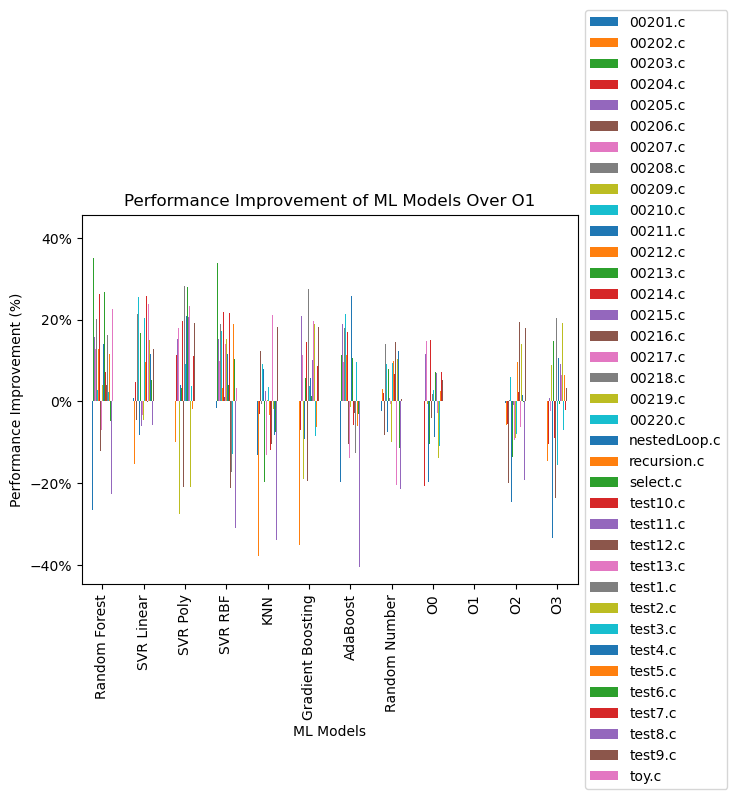 Performance Improvement of ML Models Over O1
Performance Improvement (%)
40%
20%
0%
−20%
−40%
Random Forest
SVR Linear
SVR Poly
SVR RBF
KNN
Gradient Boosting
AdaBoost
Random Number
O0
O1
O2
O3
ML Models
00201.c
00202.c
00203.c
00204.c
00205.c
00206.c
00207.c
00208.c
00209.c
00210.c
00211.c
00212.c
00213.c
00214.c
00215.c
00216.c
00217.c
00218.c
00219.c
00220.c
nestedLoop.c
recursion.c
select.c
test10.c
test11.c
test12.c
test13.c
test1.c
test2.c
test3.c
test4.c
test5.c
test6.c
test7.c
test8.c
test9.c
toy.c